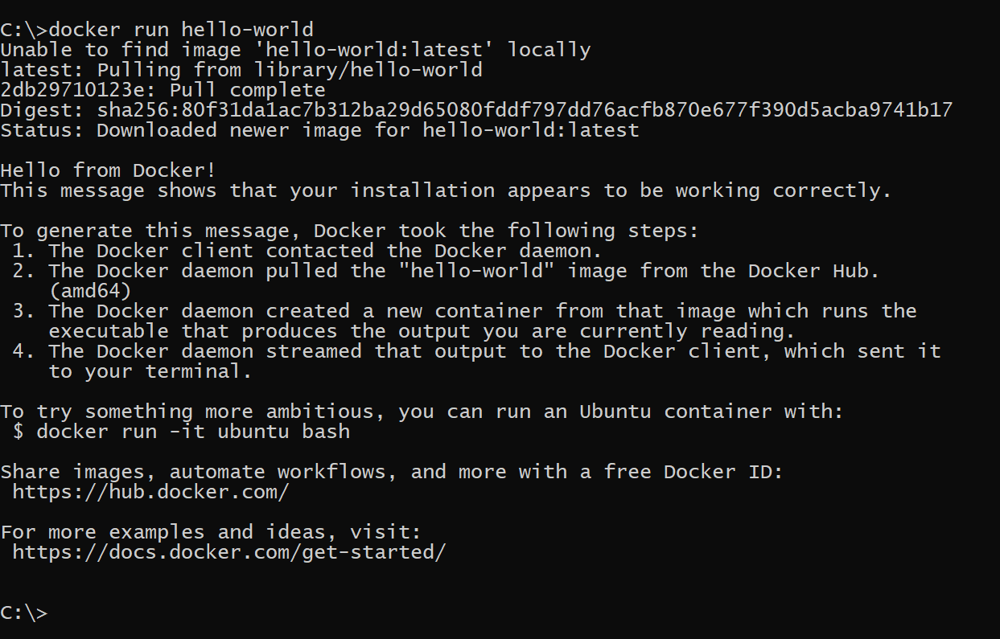 C:\>docker run hello-world
Unable to find image 'hello-world:latest' locally
latest: Pulling from library/hello-world
2db29710123e: Pull complete
Digest: sha256:80f31da1ac7b312ba29d65080fddf797dd76acfb870e677f390d5acba9741b17
Status: Downloaded newer image for hello-world:latest

Hello from Docker!
This message shows that your installation appears to be working correctly.

To generate this message, Docker took the following steps:
 1. The Docker client contacted the Docker daemon.
 2. The Docker daemon pulled the "hello-world" image from the Docker Hub.
    (amd64)
 3. The Docker daemon created a new container from that image which runs the
    executable that produces the output you are currently reading.
 4. The Docker daemon streamed that output to the Docker client, which sent it
    to your terminal.

To try something more ambitious, you can run an Ubuntu container with:
 $ docker run -it ubuntu bash

Share images, automate workflows, and more with a free Docker ID:
 https://hub.docker.com/

For more examples and ideas, visit:
 https://docs.docker.com/get-started/

C:\>